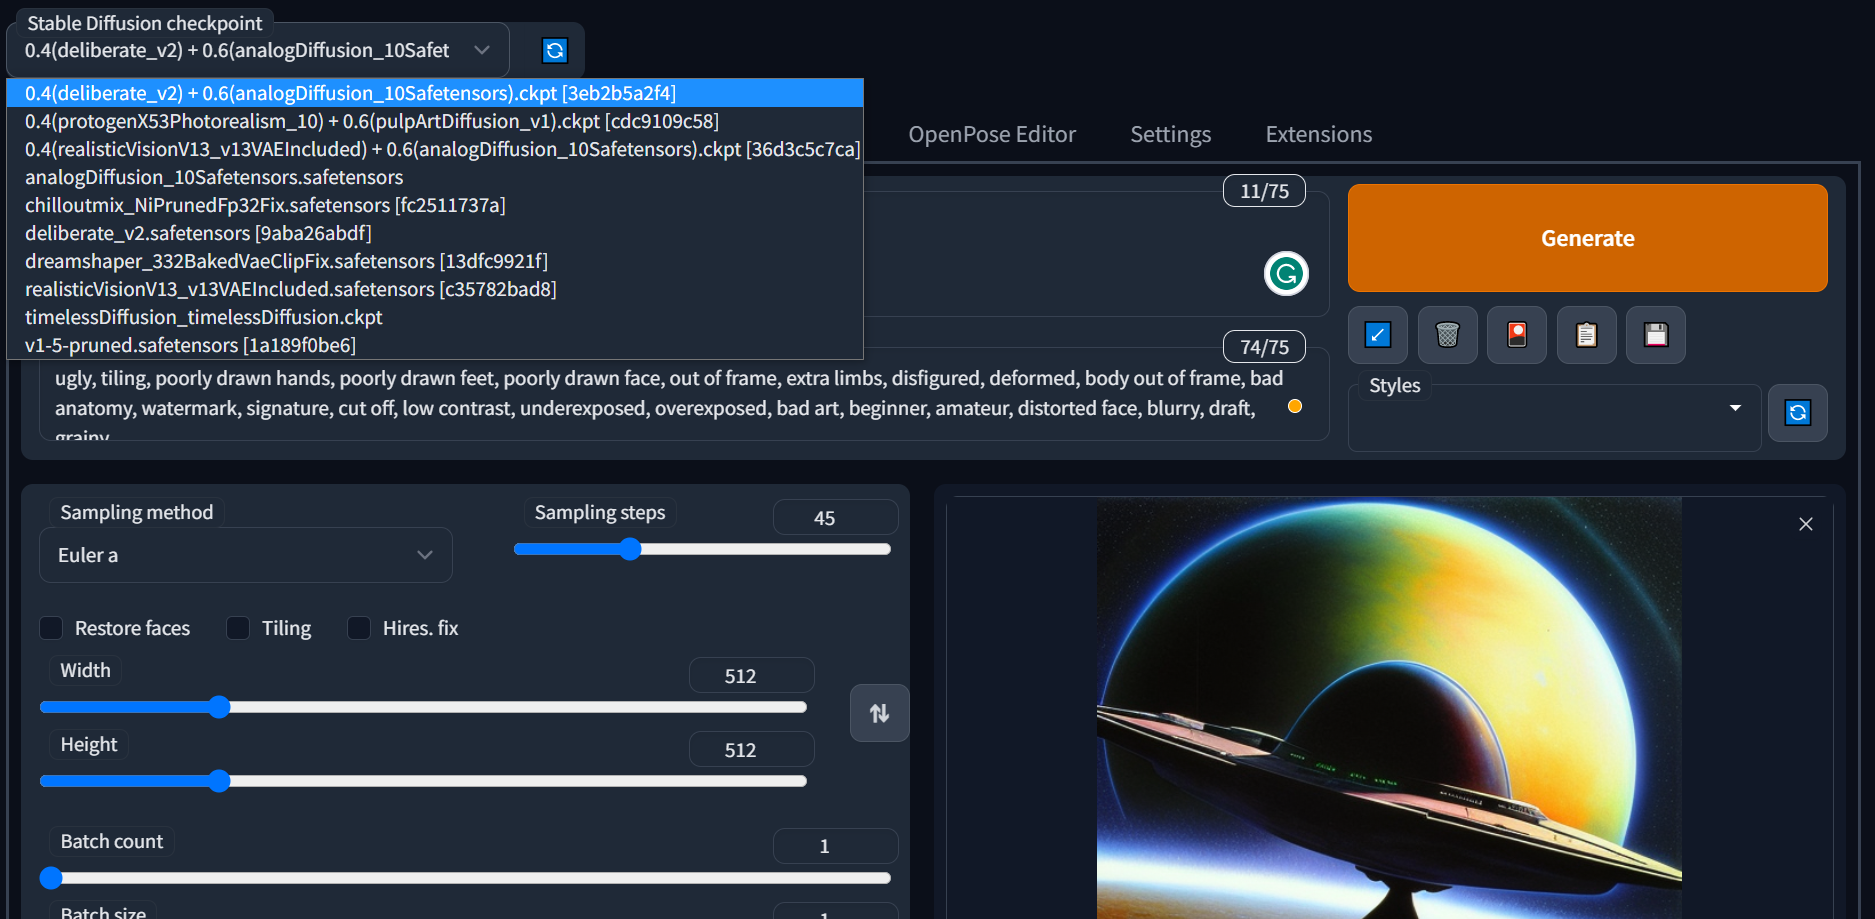 Stable Diffusion checkpoint
0.4(deliberate_v2) + 0.6(analogDiffusion_10Safet
0.4(deliberate_v2) + 0.6(analogDiffusion_10Safetensors).ckpt [3eb2b5a2f4]
0.4(protogenX53Photorealism_10) + 0.6(pulpArtDiffusion_v1).ckpt [cdc9109c58]
0.4(realisticVisionV13_v13VAEIncluded) + 0.6(analogDiffusion_10Safetensors).ckpt [36d3c5c7ca]
analogDiffusion_10Safetensors.safetensors
chilloutmix_NiPrunedFp32Fix.safetensors [fc2511737a]
deliberate_v2.safetensors [9aba26abdf]
dreamshaper_332BakedVaeClipFix.safetensors [13dfc9921f]
realisticVisionV13_v13VAEIncluded.safetensors [c35782bad8]
timelessDiffusion_timelessDiffusion.ckpt
v1-5-pruned.safetensors [1a189f0be6]
OpenPose Editor Settings Extensions
11/75
Generate
74/75
ugly, tiling, poorly drawn hands, poorly drawn feet, poorly drawn face, out of frame, extra limbs, disfigured, deformed, body out of frame, bad
anatomy, watermark, signature, cut off, low contrast, underexposed, overexposed, bad art, beginner, amateur, distorted face, blurry, draft,
grainy
Styles
Sampling method
Euler a
Sampling steps
45
Restore faces Tiling Hires. fix
Width
512
Height
512
Batch count
1
Batch size
1